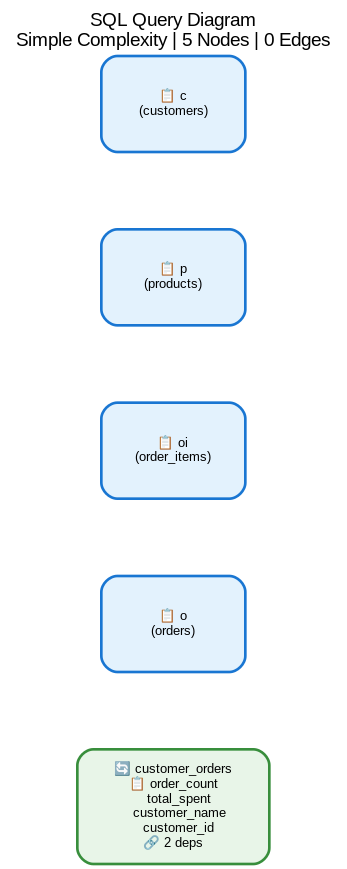 SQL Query Diagram
Simple Complexity | 5 Nodes | 0 Edges
📋 c
(customers)
📋 p
(products)
📋 oi
(order_items)
📋 o
(orders)
🔄 customer_orders
📋 order_count
total_spent
customer_name
customer_id
🔗 2 deps